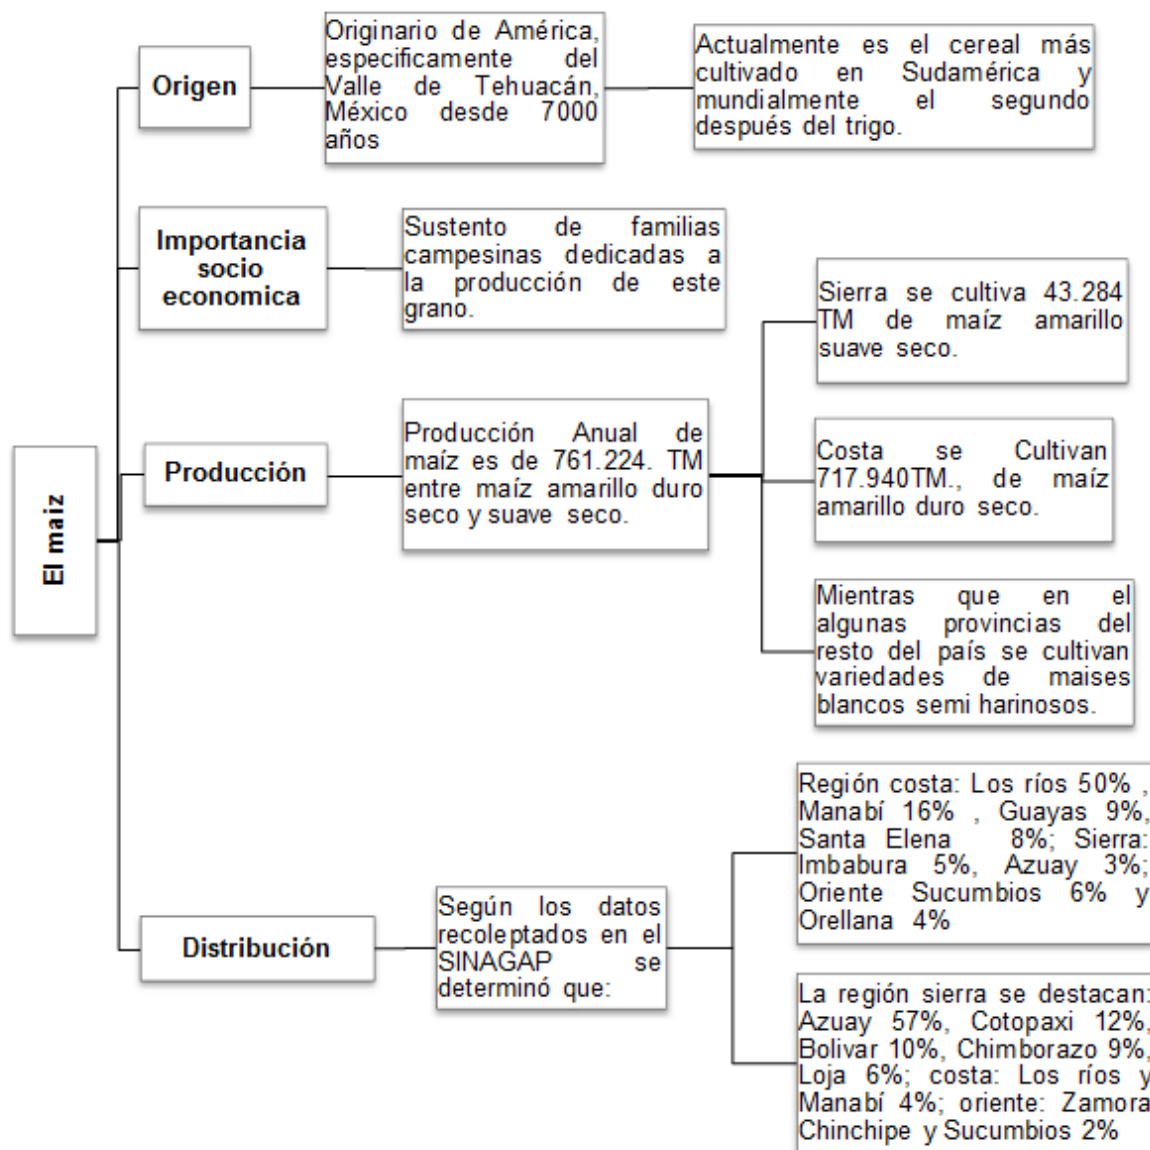 El maiz
Origen
Originario de América,
especificamente del
Valle de Tehuacán,
México desde 7000
años
Actualmente es el cereal más
cultivado en Sudamérica y
mundialmente el segundo
después del trigo.
Importancia
socio
economica
Sustento de familias
campesinas dedicadas a
la producción de este
grano.
Producción
Producción Anual de
maíz es de 761.224. TM
entre maíz amarillo duro
seco y suave seco.
Sierra se cultiva 43.284
TM de maíz amarillo
suave seco.
Costa se Cultivan
717.940TM., de maíz
amarillo duro seco.
Mientras que en el
algunas provincias del
resto del país se cultivan
variedades de maises
blancos semi harinosos.
Distribución
Según los datos
recoleptados en el
SINAGAP se
determinó que:
Región costa: Los ríos 50% ,
Manabí 16% , Guayas 9%,
Santa Elena 8%; Sierra:
Imbabura 5%, Azuay 3%;
Oriente Sucumbios 6% y
Orellana 4%
La región sierra se destacan:
Azuay 57%, Cotopaxi 12%,
Bolivar 10%, Chimborazo 9%,
Loja 6%; costa: Los ríos y
Manabí 4%; oriente: Zamora
Chinchipe y Sucumbios 2%